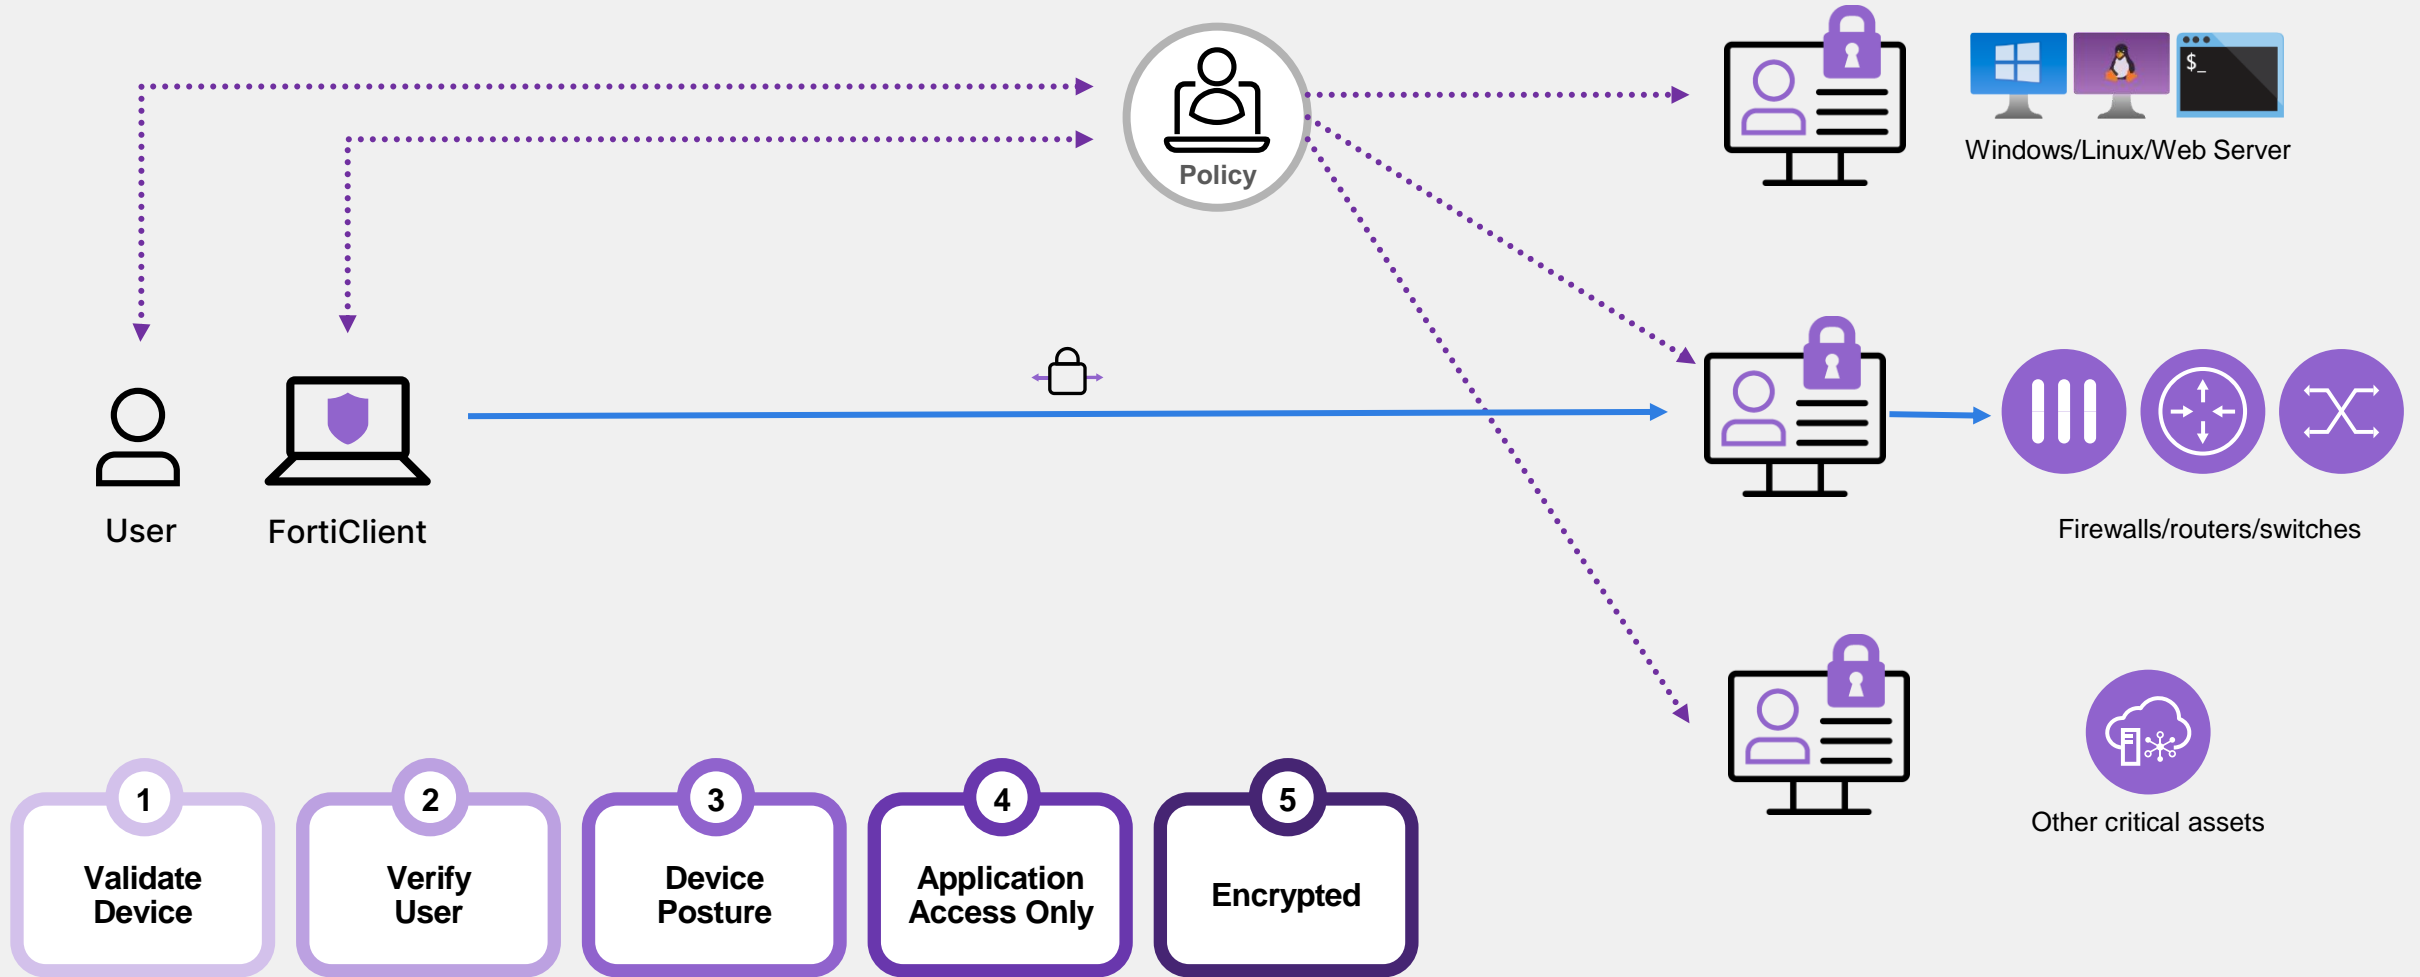 $_
Policy
Windows/Linux/Web Server
User
FortiClient
Firewalls/routers/switches
Other critical assets
1
Validate
Device
2
Verify
User
3
Device
Posture
4
Application
Access Only
5
Encrypted